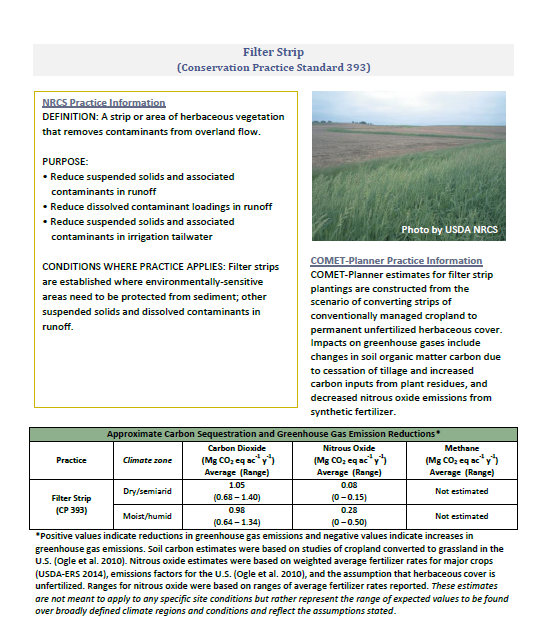 Filter Strip
(Conservation Practice Standard 393)
NRCS Practice Information
DEFINITION: A strip or area of herbaceous vegetation
that removes contaminants from overland flow.
PURPOSE:
• Reduce suspended solids and associated
contaminants in runoff
• Reduce dissolved contaminant loadings in runoff
• Reduce suspended solids and associated
contaminants in irrigation tailwater
CONDITIONS WHERE PRACTICE APPLIES: Filter strips
are established where environmentally-sensitive
areas need to be protected from sediment; other
suspended solids and dissolved contaminants in
runoff.
Photo by USDA NRCS
COMET-Planner Practice Information
COMET-Planner estimates for filter strip
plantings are constructed from the
scenario of converting strips of
conventionally managed cropland to
permanent unfertilized herbaceous cover.
Impacts on greenhouse gases include
changes in soil organic matter carbon due
to cessation of tillage and increased
carbon inputs from plant residues, and
decreased nitrous oxide emissions from
synthetic fertilizer.
Approximate Carbon Sequestration and Greenhouse Gas Emission Reductions*
Practice
Climate zone
Carbon Dioxide
(Mg CO₂ eq ac⁻¹ y⁻¹)
Average (Range)
Nitrous Oxide
(Mg CO₂ eq ac⁻¹ y⁻¹)
Average (Range)
Methane
(Mg CO₂ eq ac⁻¹ y⁻¹)
Average (Range)
Filter Strip
(CP 393)
Dry/semiarid
1.05
(0.68 – 1.40)
0.08
(0 – 0.15)
Not estimated
Moist/humid
0.98
(0.64 – 1.34)
0.28
(0 – 0.50)
Not estimated
*Positive values indicate reductions in greenhouse gas emissions and negative values indicate increases in
greenhouse gas emissions. Soil carbon estimates were based on studies of cropland converted to grassland in the
U.S. (Ogle et al. 2010). Nitrous oxide estimates were based on weighted average fertilizer rates for major crops
(USDA-ERS 2014), emissions factors for the U.S. (Ogle et al. 2010), and the assumption that herbaceous cover is
unfertilized. Ranges for nitrous oxide were based on ranges of average fertilizer rates reported. These estimates
are not meant to apply to any specific site conditions but rather represent the range of expected values to be found
over broadly defined climate regions and conditions and reflect the assumptions stated.